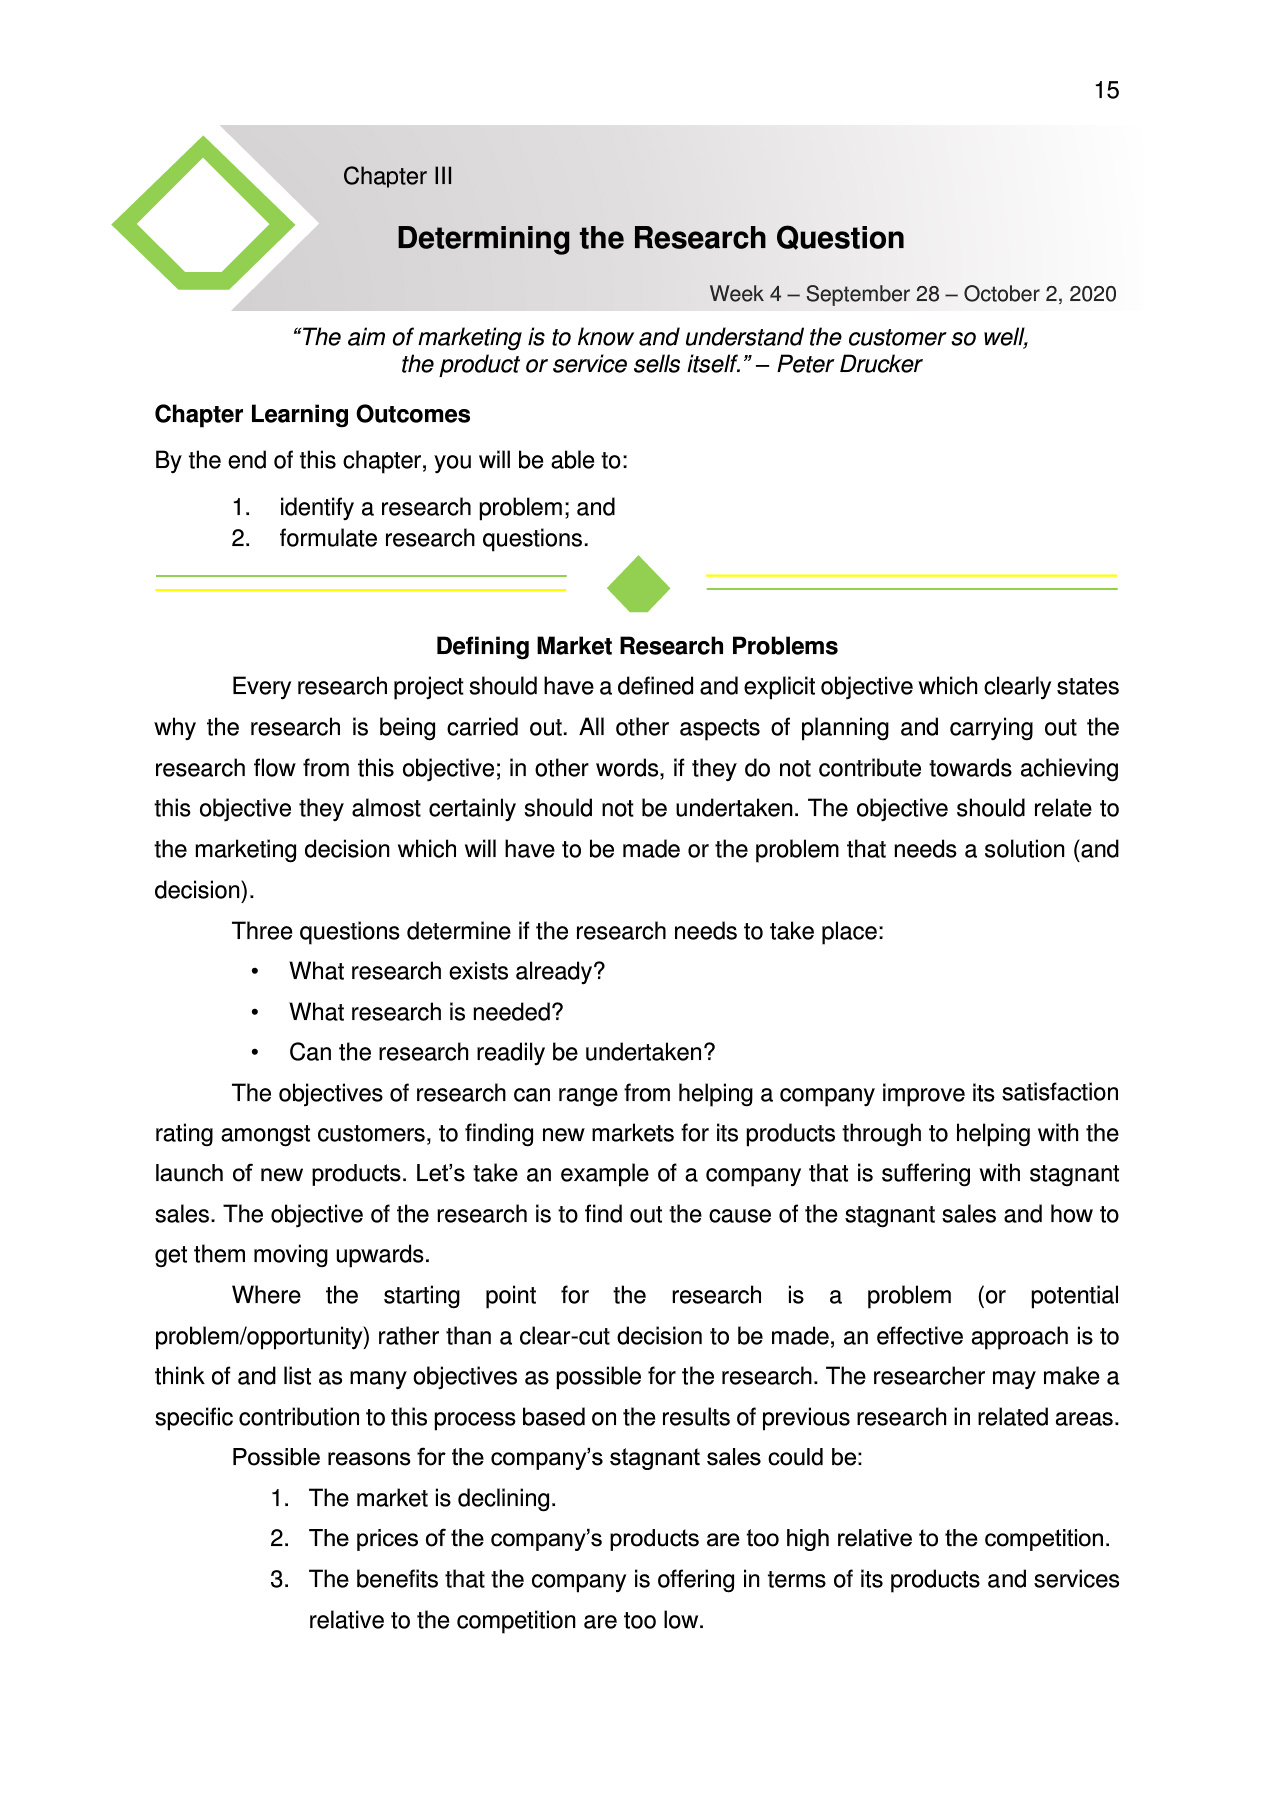 15
Chapter III
Determining the Research Question
Week 4 – September 28 – October 2, 2020
“The aim of marketing is to know and understand the customer so well,
the product or service sells itself.” – Peter Drucker
Chapter Learning Outcomes
By the end of this chapter, you will be able to:
1. identify a research problem; and
2. formulate research questions.
Defining Market Research Problems
Every research project should have a defined and explicit objective which clearly states
why the research is being carried out. All other aspects of planning and carrying out the
research flow from this objective; in other words, if they do not contribute towards achieving
this objective they almost certainly should not be undertaken. The objective should relate to
the marketing decision which will have to be made or the problem that needs a solution (and
decision).
Three questions determine if the research needs to take place:
• What research exists already?
• What research is needed?
• Can the research readily be undertaken?
The objectives of research can range from helping a company improve its satisfaction
rating amongst customers, to finding new markets for its products through to helping with the
launch of new products. Let’s take an example of a company that is suffering with stagnant
sales. The objective of the research is to find out the cause of the stagnant sales and how to
get them moving upwards.
Where the starting point for the research is a problem (or potential
problem/opportunity) rather than a clear-cut decision to be made, an effective approach is to
think of and list as many objectives as possible for the research. The researcher may make a
specific contribution to this process based on the results of previous research in related areas.
Possible reasons for the company’s stagnant sales could be:
1. The market is declining.
2. The prices of the company’s products are too high relative to the competition.
3. The benefits that the company is offering in terms of its products and services
relative to the competition are too low.